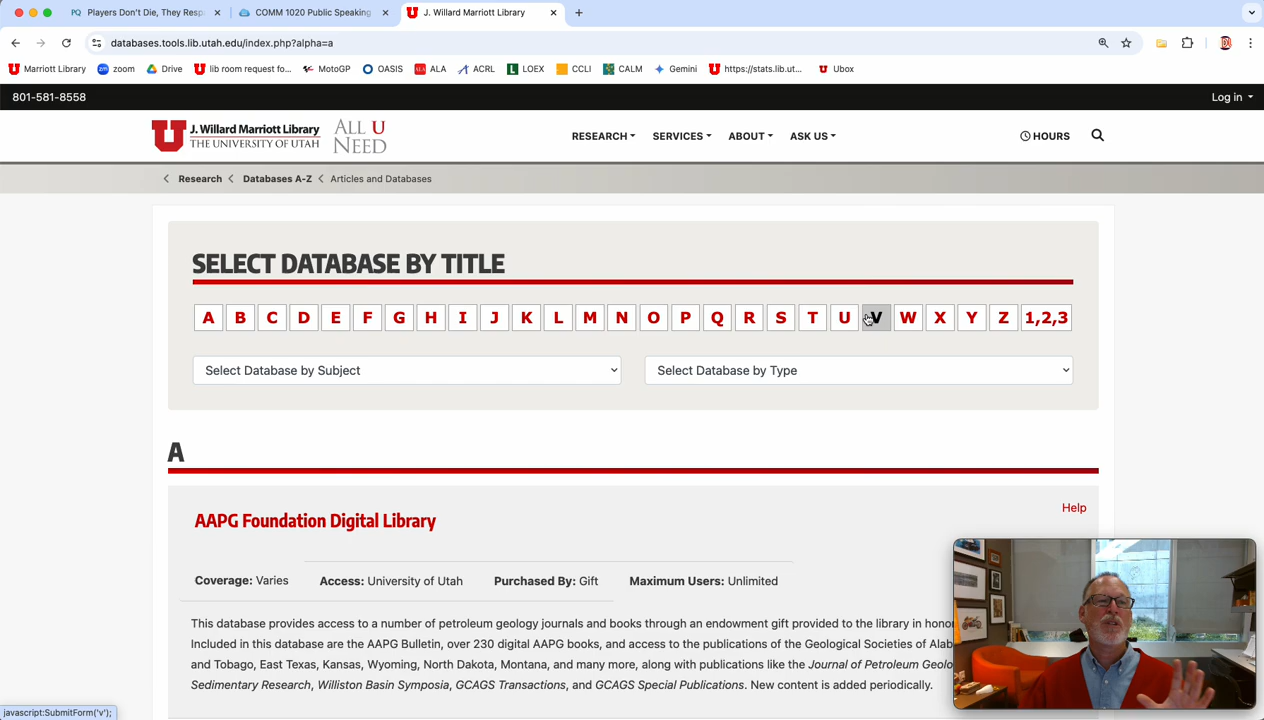 Players Don't Die, They Resp
COMM 1020 Public Speaking
J. Willard Marriott Library
databases.tools.lib.utah.edu/index.php?alpha=a
Marriott Library
zoom
Drive
lib room request fo...
MotoGP
OASIS
ALA
ACRL
LOEX
CCLI
CALM
Gemini
https://stats.lib.ut...
Ubox
801-581-8558
Log in
J. Willard Marriott Library
THE UNIVERSITY OF UTAH
ALL U
NEED
RESEARCH
SERVICES
ABOUT
ASK US
HOURS
Research
Databases A-Z
Articles and Databases
SELECT DATABASE BY TITLE
A B C D E F G H I J K L M N O P Q R S T U V W X Y Z 1,2,3
Select Database by Subject
Select Database by Type
A
AAPG Foundation Digital Library
Help
Coverage: Varies
Access: University of Utah
Purchased By: Gift
Maximum Users: Unlimited
This database provides access to a number of petroleum geology journals and books through an endowment gift provided to the library in honor
Included in this database are the AAPG Bulletin, over 230 digital AAPG books, and access to the publications of the Geological Societies of Alab
and Tobago, East Texas, Kansas, Wyoming, North Dakota, Montana, and many more, along with publications like the Journal of Petroleum Geolo
Sedimentary Research, Williston Basin Symposia, GCAGS Transactions, and GCAGS Special Publications. New content is added periodically.
javascript:SubmitForm('v');